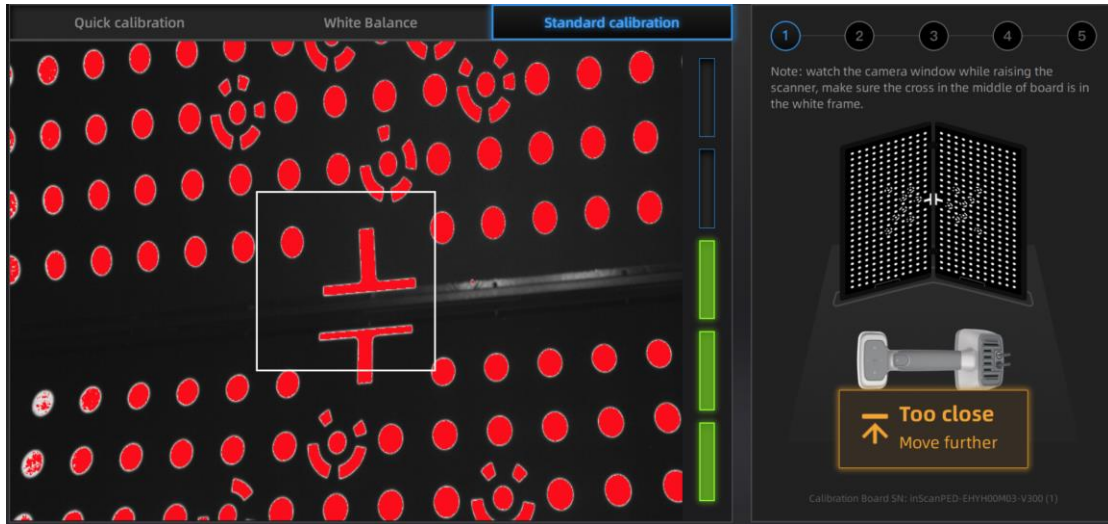 Quick calibration
White Balance
Standard calibration
1
2
3
4
5
Note: watch the camera window while raising the
scanner, make sure the cross in the middle of board is in
the white frame.
Too close
Move further
Calibration Board SN: inScanPED-EHYH00M03-V300 (1)